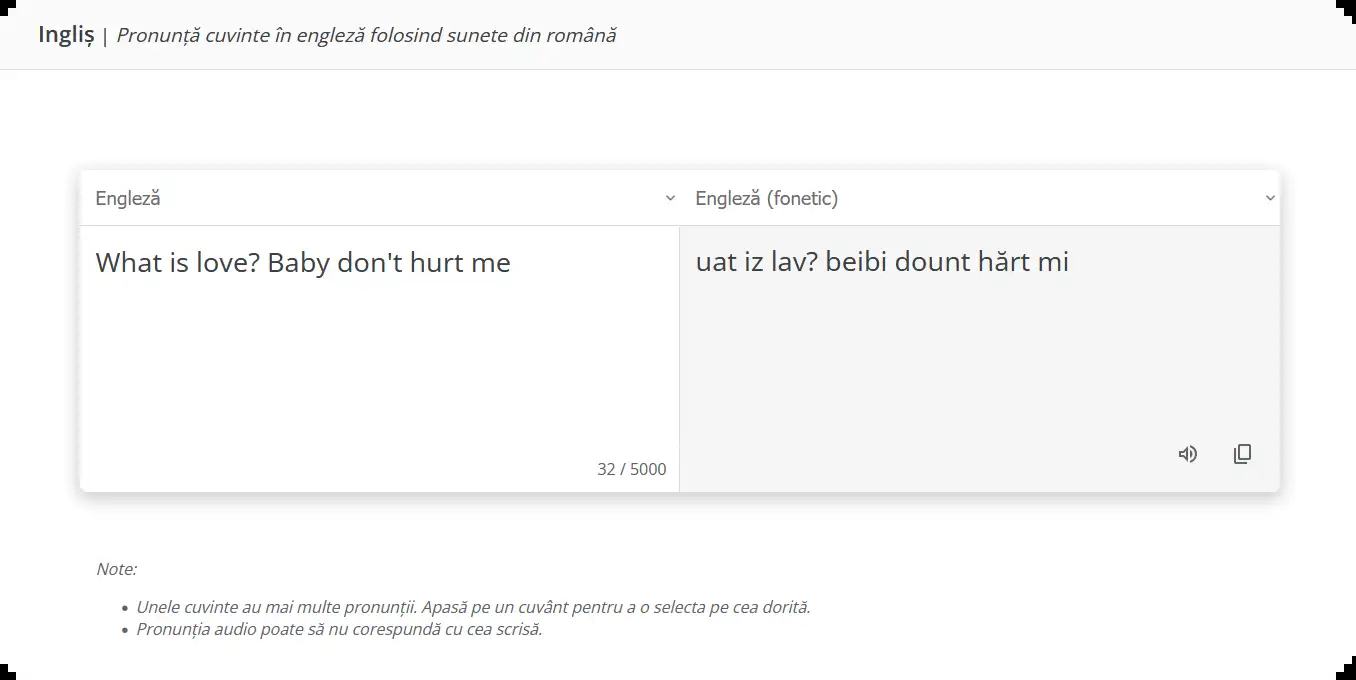 Ingliș | Pronunță cuvinte în engleză folosind sunete din română
Engleză
Engleză (fonetic)
What is love? Baby don't hurt me
uat iz lav? beibi dount hărt mi
32 / 5000
Note:
• Unele cuvinte au mai multe pronunții. Apasă pe un cuvânt pentru a o selecta pe cea dorită.
• Pronunția audio poate să nu corespundă cu cea scrisă.